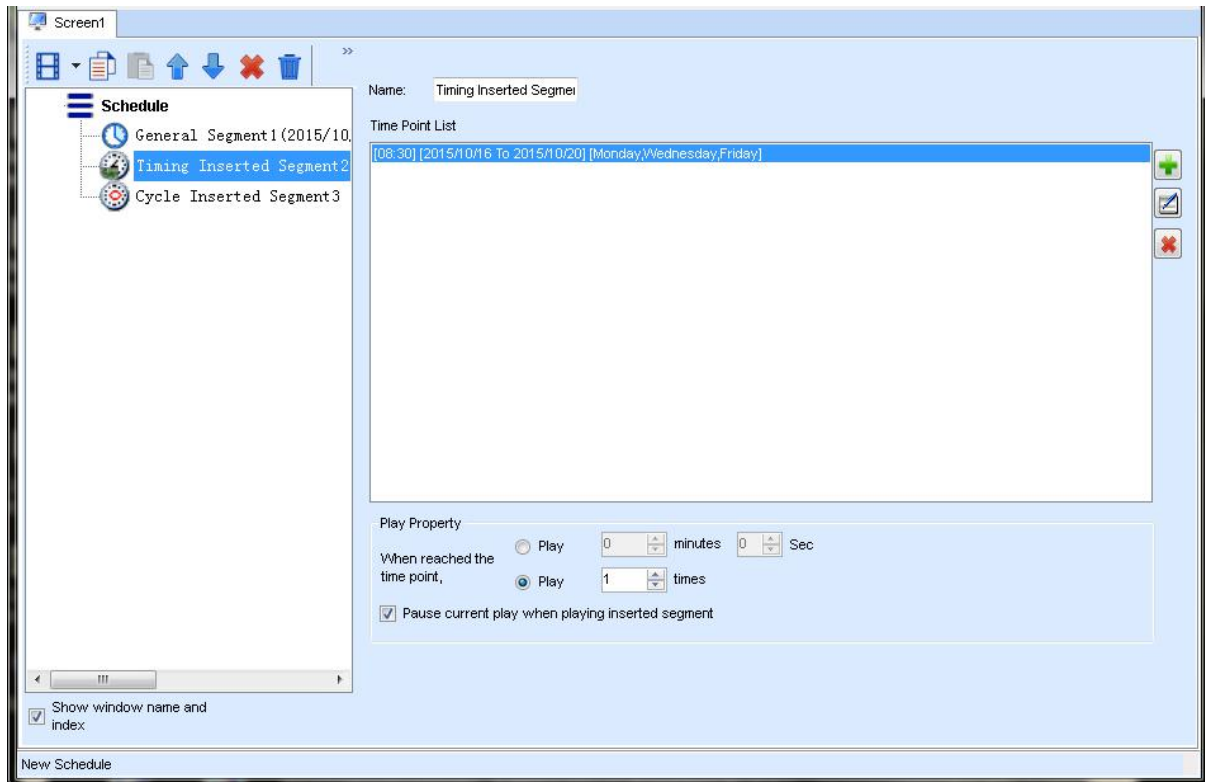 Screen1
»
Schedule
General Segment1(2015/10
Timing Inserted Segment2
Cycle Inserted Segment3
Name: Timing Inserted Segmer
Time Point List
[08:30] [2015/10/16 To 2015/10/20] [Monday,Wednesday,Friday]
Play Property
When reached the
time point,
Play 0 minutes 0 Sec
Play 1 times
Pause current play when playing inserted segment
Show window name and
index
New Schedule